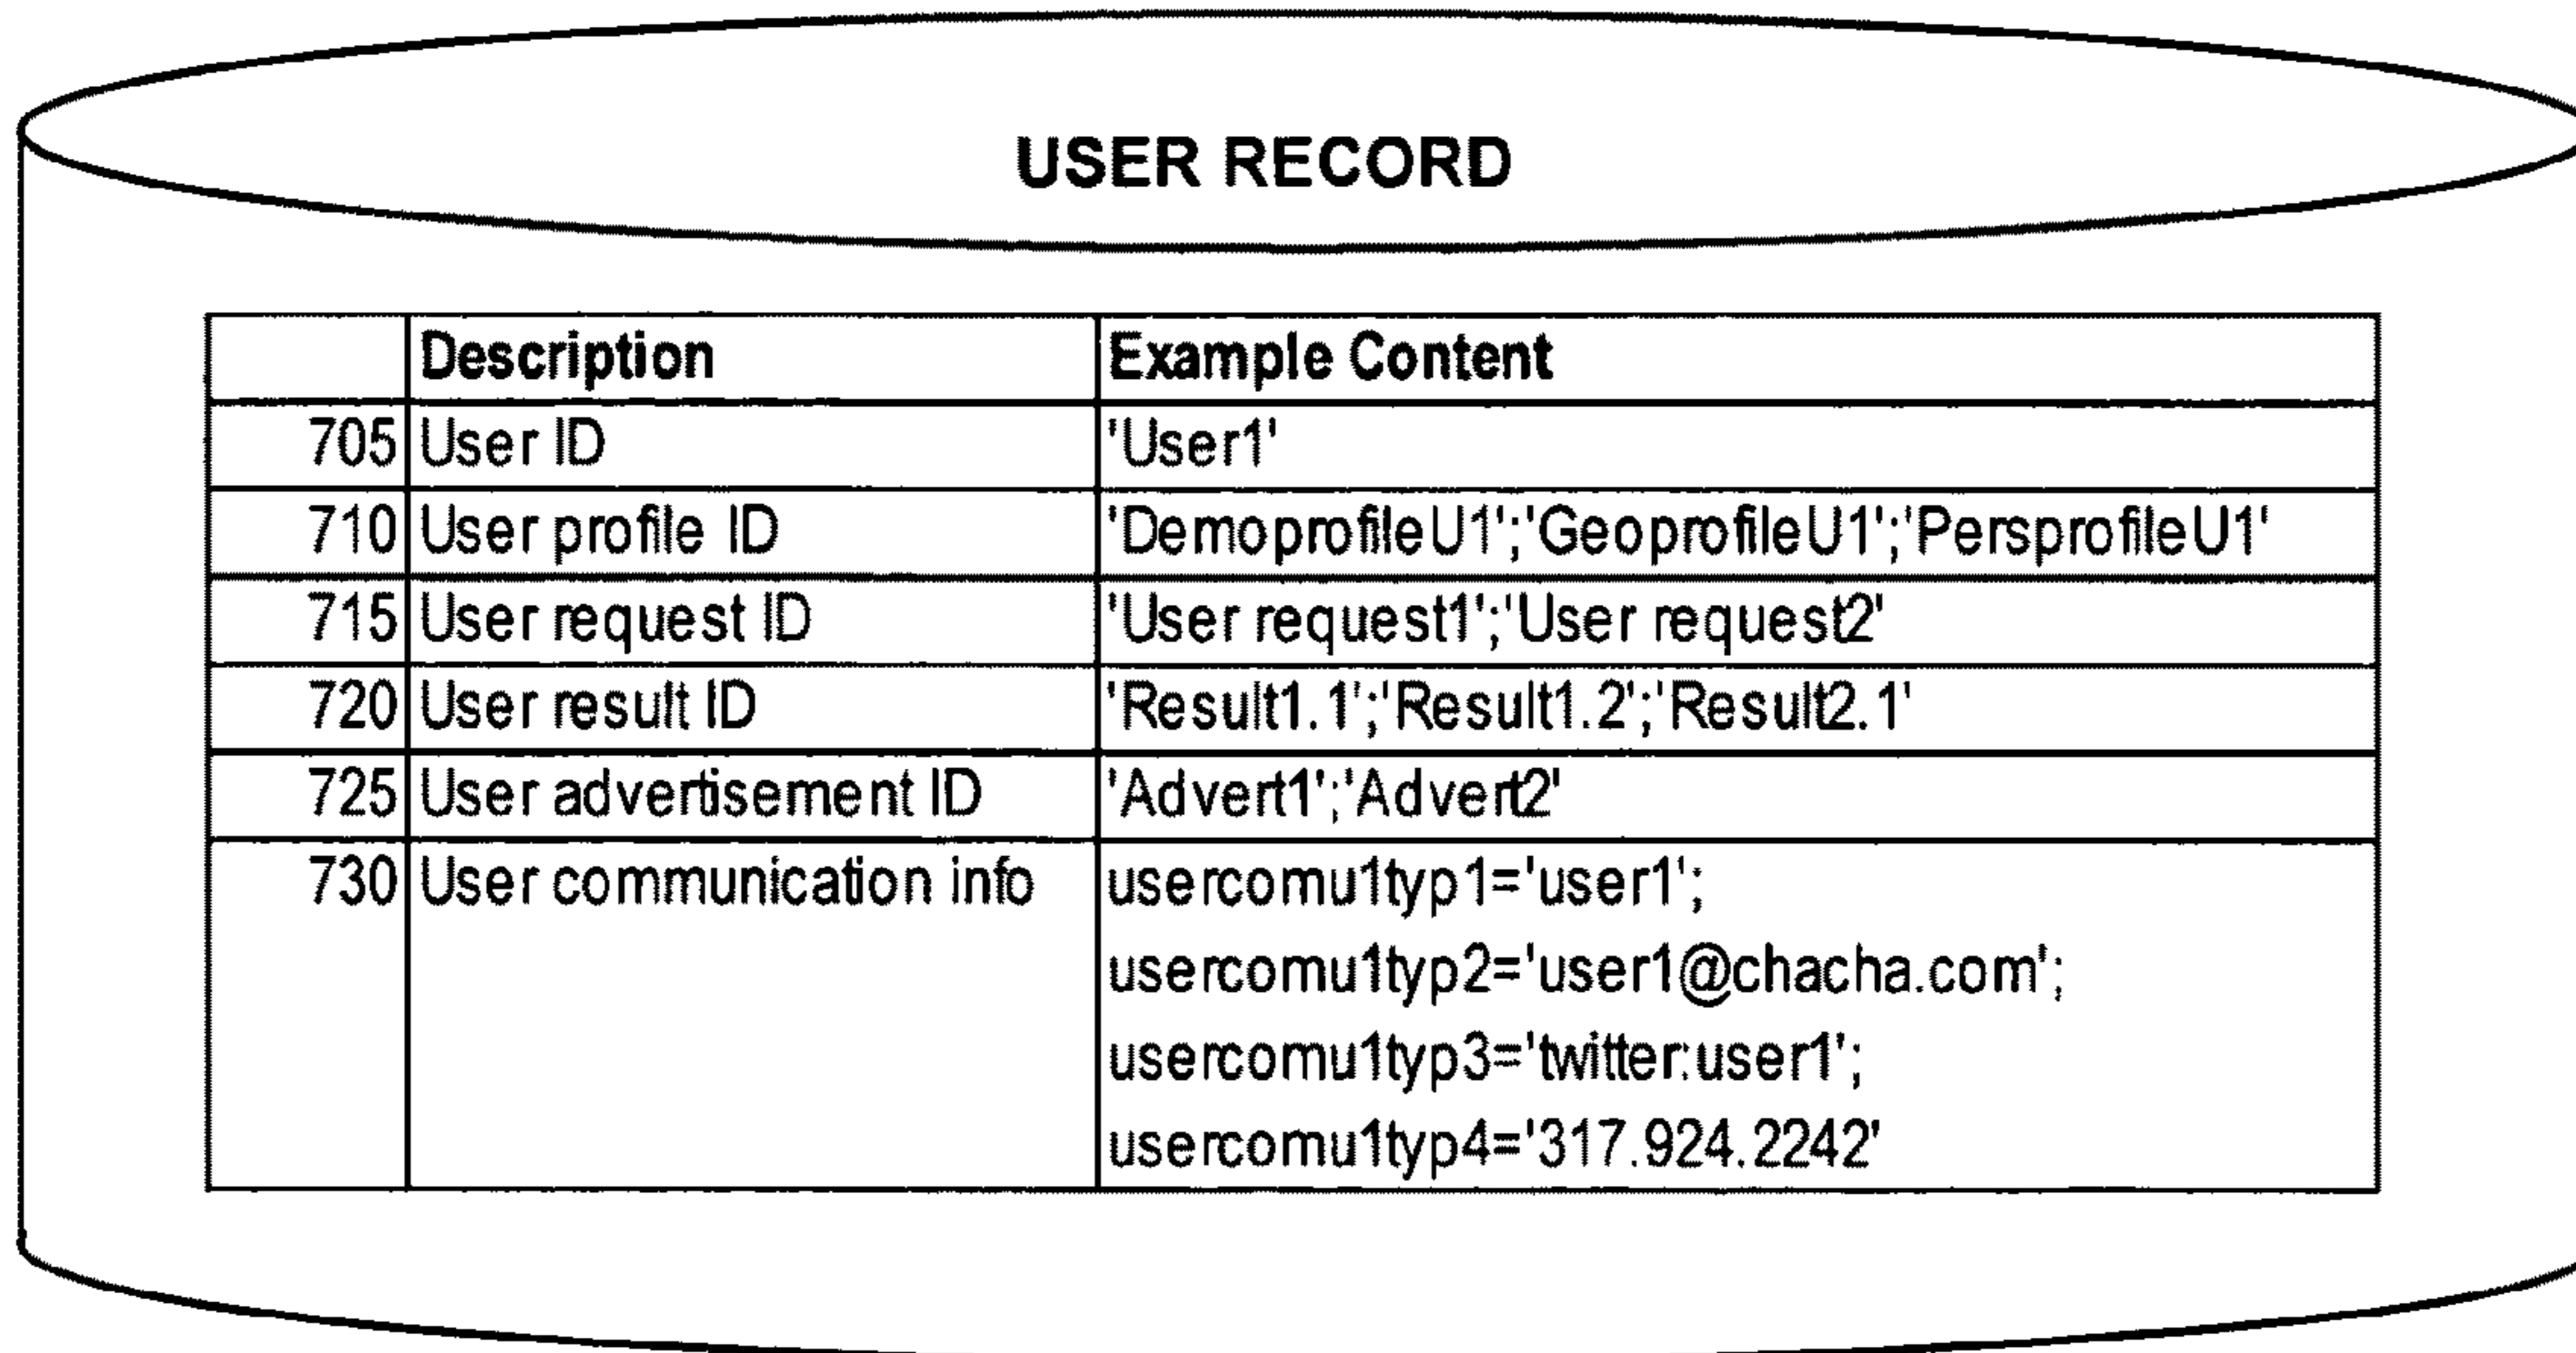 USER RECORD
Description Example Content
705 User ID 'User1'
710 User profile ID 'DemoprofileU1';'GeoprofileU1';'PersprofileU1'
715 User request ID 'User request1';'User request2'
720 User result ID 'Result1.1';'Result1.2';'Result2.1'
725 User advertisement ID 'Advert1';'Advert2'
730 User communication info usercomu1typ1='user1';
usercomu1typ2='user1@chacha.com';
usercomu1typ3='twitter:user1';
usercomu1typ4='317.924.2242'